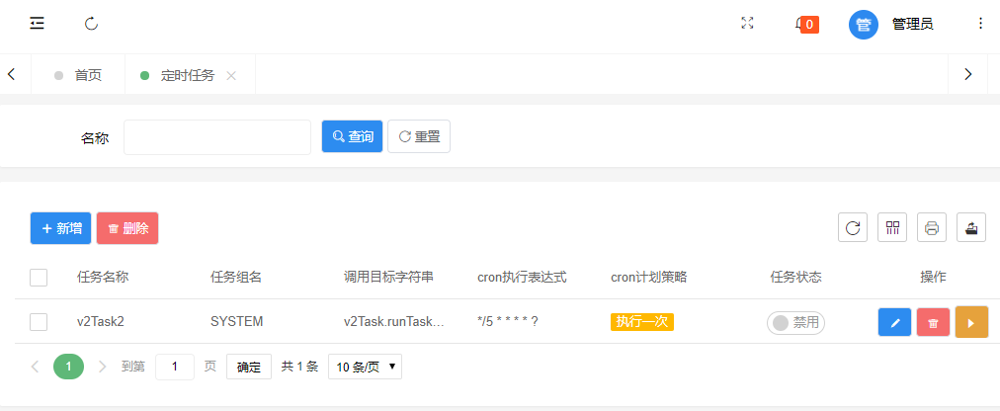 0 管 管理员
首页 定时任务
名称 查询 重置
新增 删除
任务名称 任务组名 调用目标字符串 cron执行表达式 cron计划策略 任务状态 操作
v2Task2 SYSTEM v2Task.runTask... */5 * * * * ? 执行一次 禁用
1 到第 1 页 确定 共 1 条 10 条/页